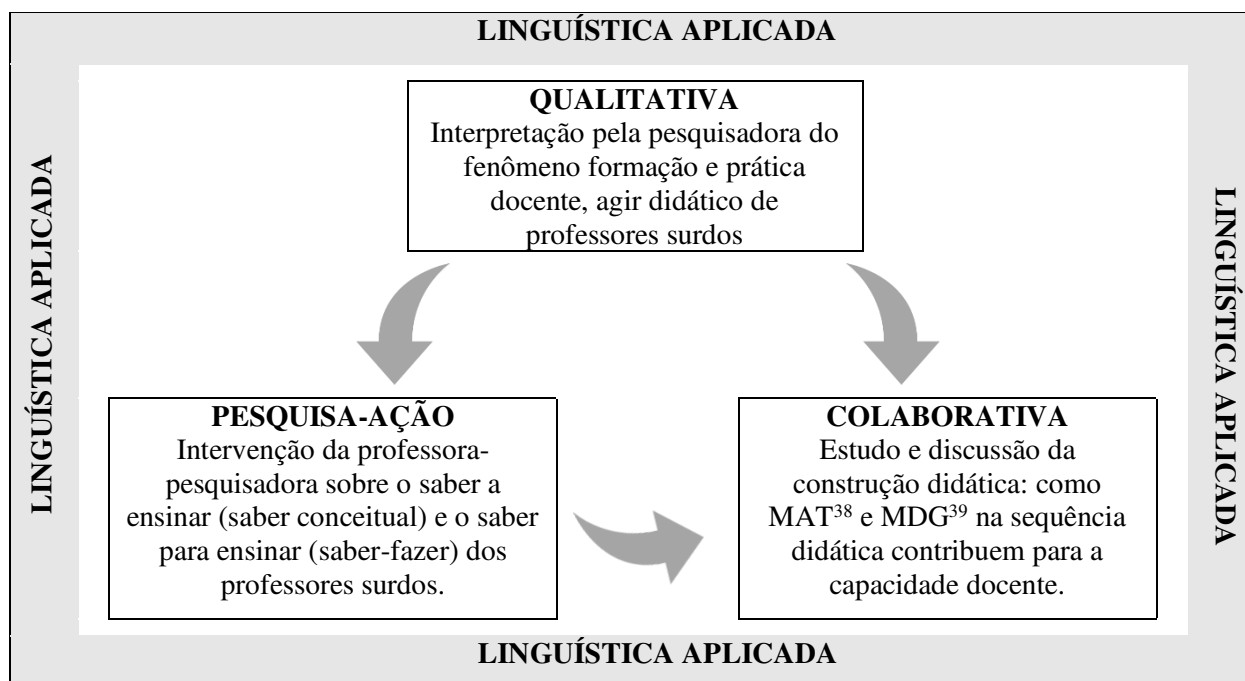 LINGUÍSTICA APLICADA
LINGUÍSTICA APLICADA
QUALITATIVA
Interpretação pela pesquisadora do
fenômeno formação e prática
docente, agir didático de
professores surdos
LINGUÍSTICA APLICADA
PESQUISA-AÇÃO
Intervenção da professora-
pesquisadora sobre o saber a
ensinar (saber conceitual) e o saber
para ensinar (saber-fazer) dos
professores surdos.
COLABORATIVA
Estudo e discussão da
construção didática: como
MAT³⁸ e MDG³⁹ na sequência
didática contribuem para a
capacidade docente.
LINGUÍSTICA APLICADA